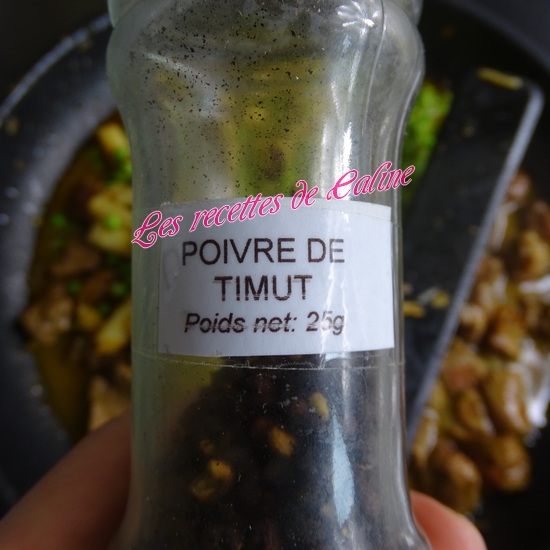 Les recettes de Caline
POIVRE DE
TIMUT
Poids net: 25g